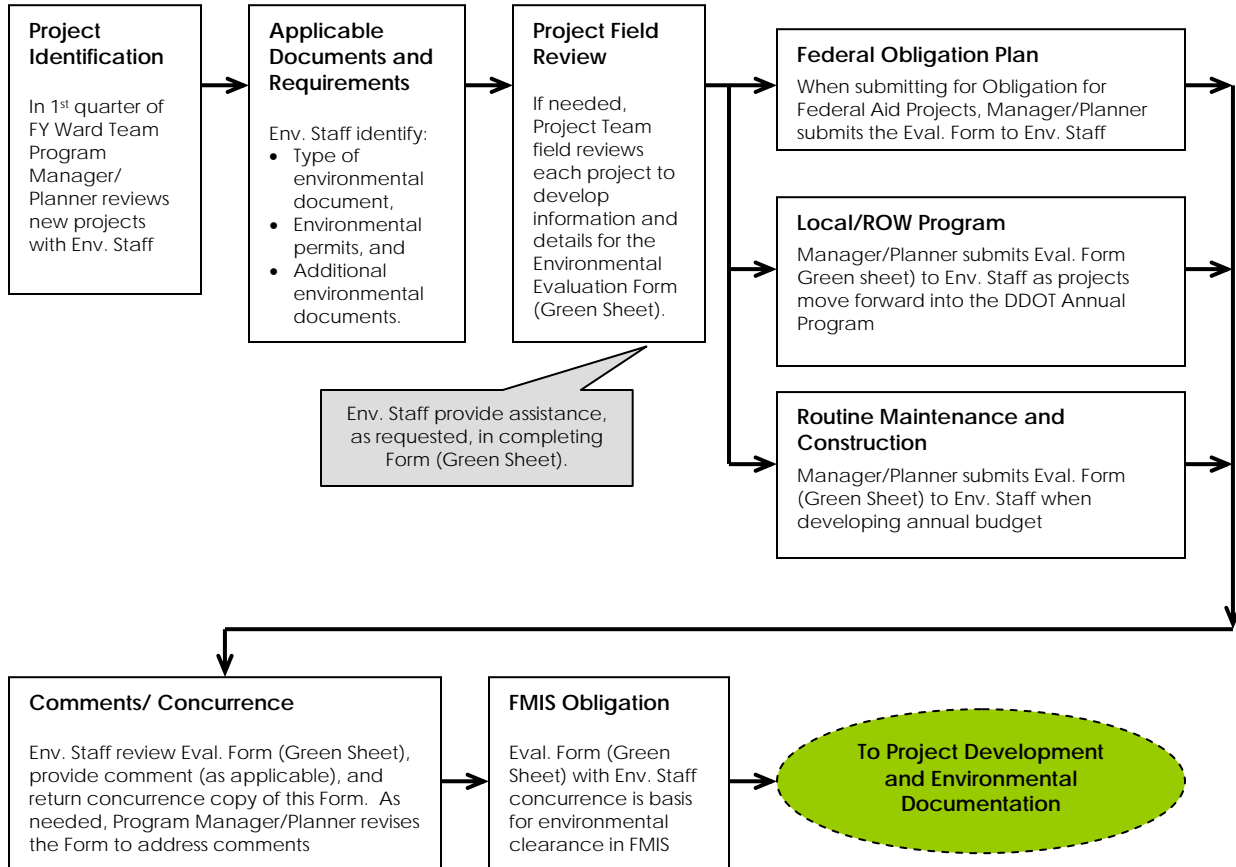 Project
Identification
In 1st quarter of
FY Ward Team
Program
Manager/
Planner reviews
new projects
with Env. Staff
Applicable
Documents and
Requirements
Env. Staff identify:
• Type of
environmental
document,
• Environmental
permits, and
• Additional
environmental
documents.
Project Field
Review
If needed,
Project Team
field reviews
each project to
develop
information and
details for the
Environmental
Evaluation Form
(Green Sheet).
Env. Staff provide assistance,
as requested, in completing
Form (Green Sheet).
Federal Obligation Plan
When submitting for Obligation for
Federal Aid Projects, Manager/Planner
submits the Eval. Form to Env. Staff
Local/ROW Program
Manager/Planner submits Eval. Form
Green sheet) to Env. Staff as projects
move forward into the DDOT Annual
Program
Routine Maintenance and
Construction
Manager/Planner submits Eval. Form
(Green Sheet) to Env. Staff when
developing annual budget
Comments/ Concurrence
Env. Staff review Eval. Form (Green Sheet),
provide comment (as applicable), and
return concurrence copy of this Form. As
needed, Program Manager/Planner revises
the Form to address comments
FMIS Obligation
Eval. Form (Green
Sheet) with Env. Staff
concurrence is basis
for environmental
clearance in FMIS
To Project Development
and Environmental
Documentation